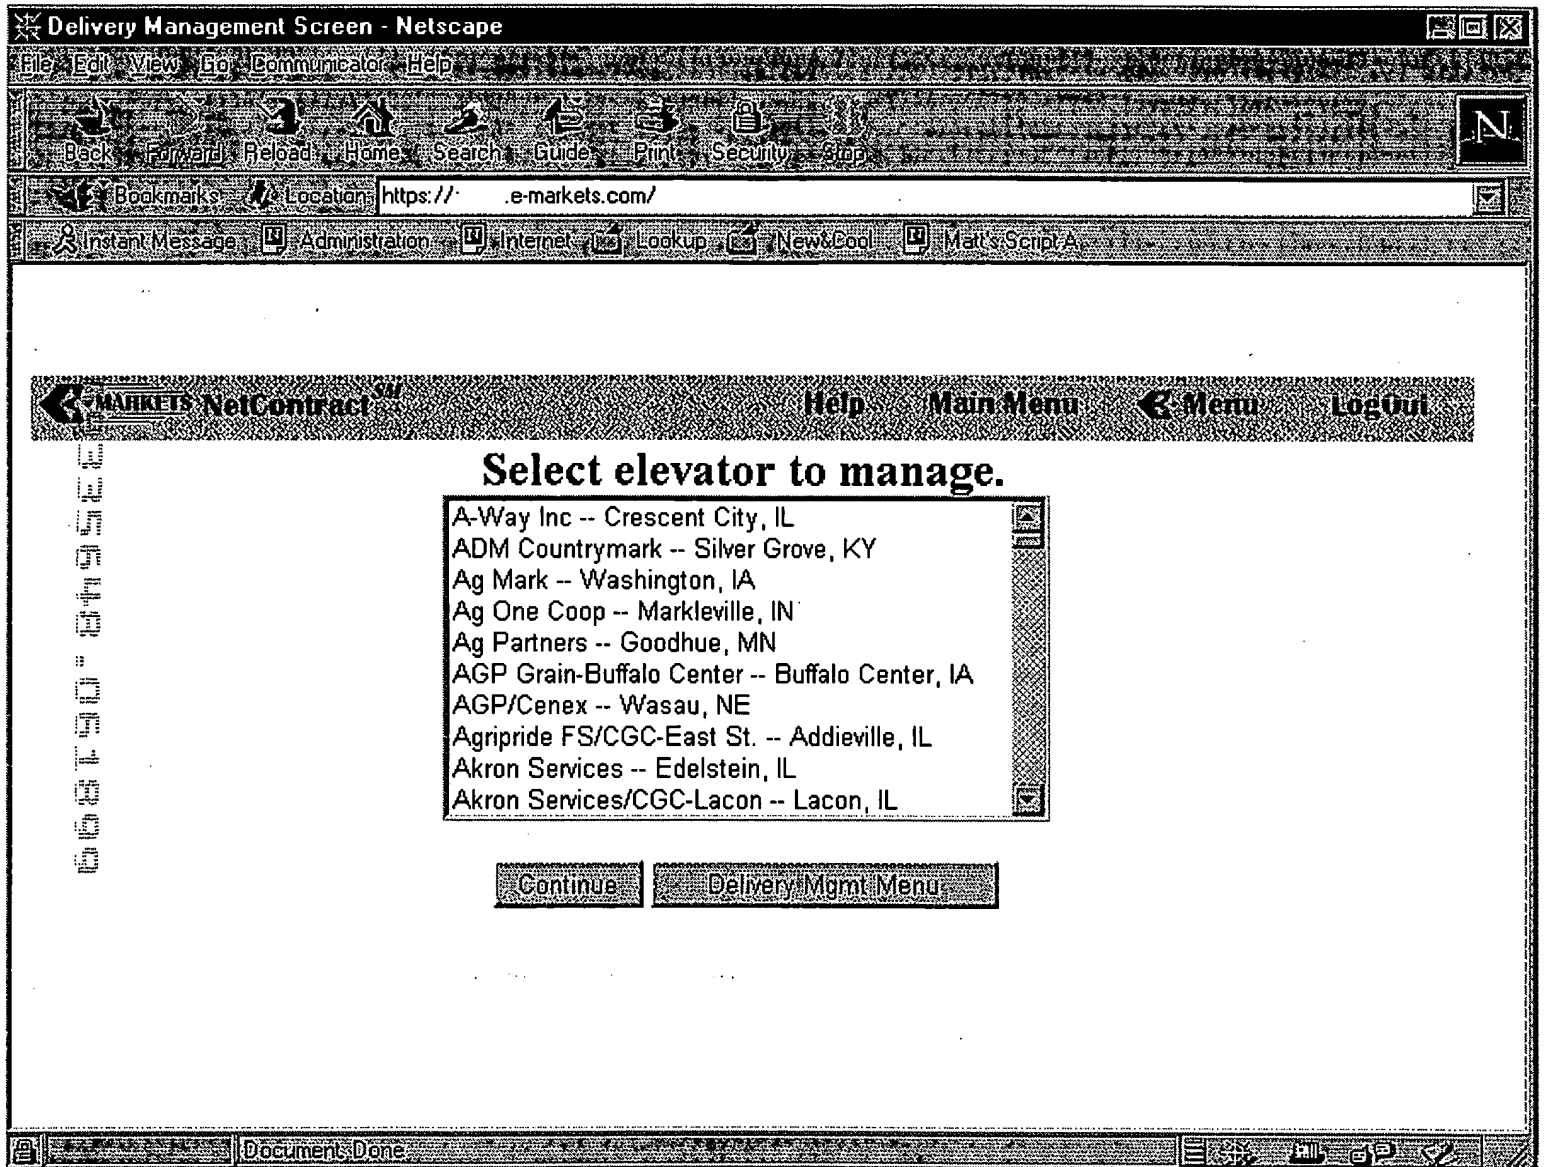 Delivery Management Screen - Netscape
File Edit View Go Communicator Help
Back Forward Reload Home Search Guide Print Security Stop
N
Bookmarks Location: https:// .e-markets.com/
Instant Message Administration Internet Lookup New&Cool Matt's Script A
MARKETS NetContract SM Help Main Menu Menu LogOut
Select elevator to manage.
A-Way Inc -- Crescent City, IL
ADM Countrymark -- Silver Grove, KY
Ag Mark -- Washington, IA
Ag One Coop -- Markleville, IN
Ag Partners -- Goodhue, MN
AGP Grain-Buffalo Center -- Buffalo Center, IA
AGP/Cenex -- Wasau, NE
Agripride FS/CGC-East St. -- Addieville, IL
Akron Services -- Edelstein, IL
Akron Services/CGC-Lacon -- Lacon, IL
Continue Delivery Mgmt Menu
335648.061899
Document: Done